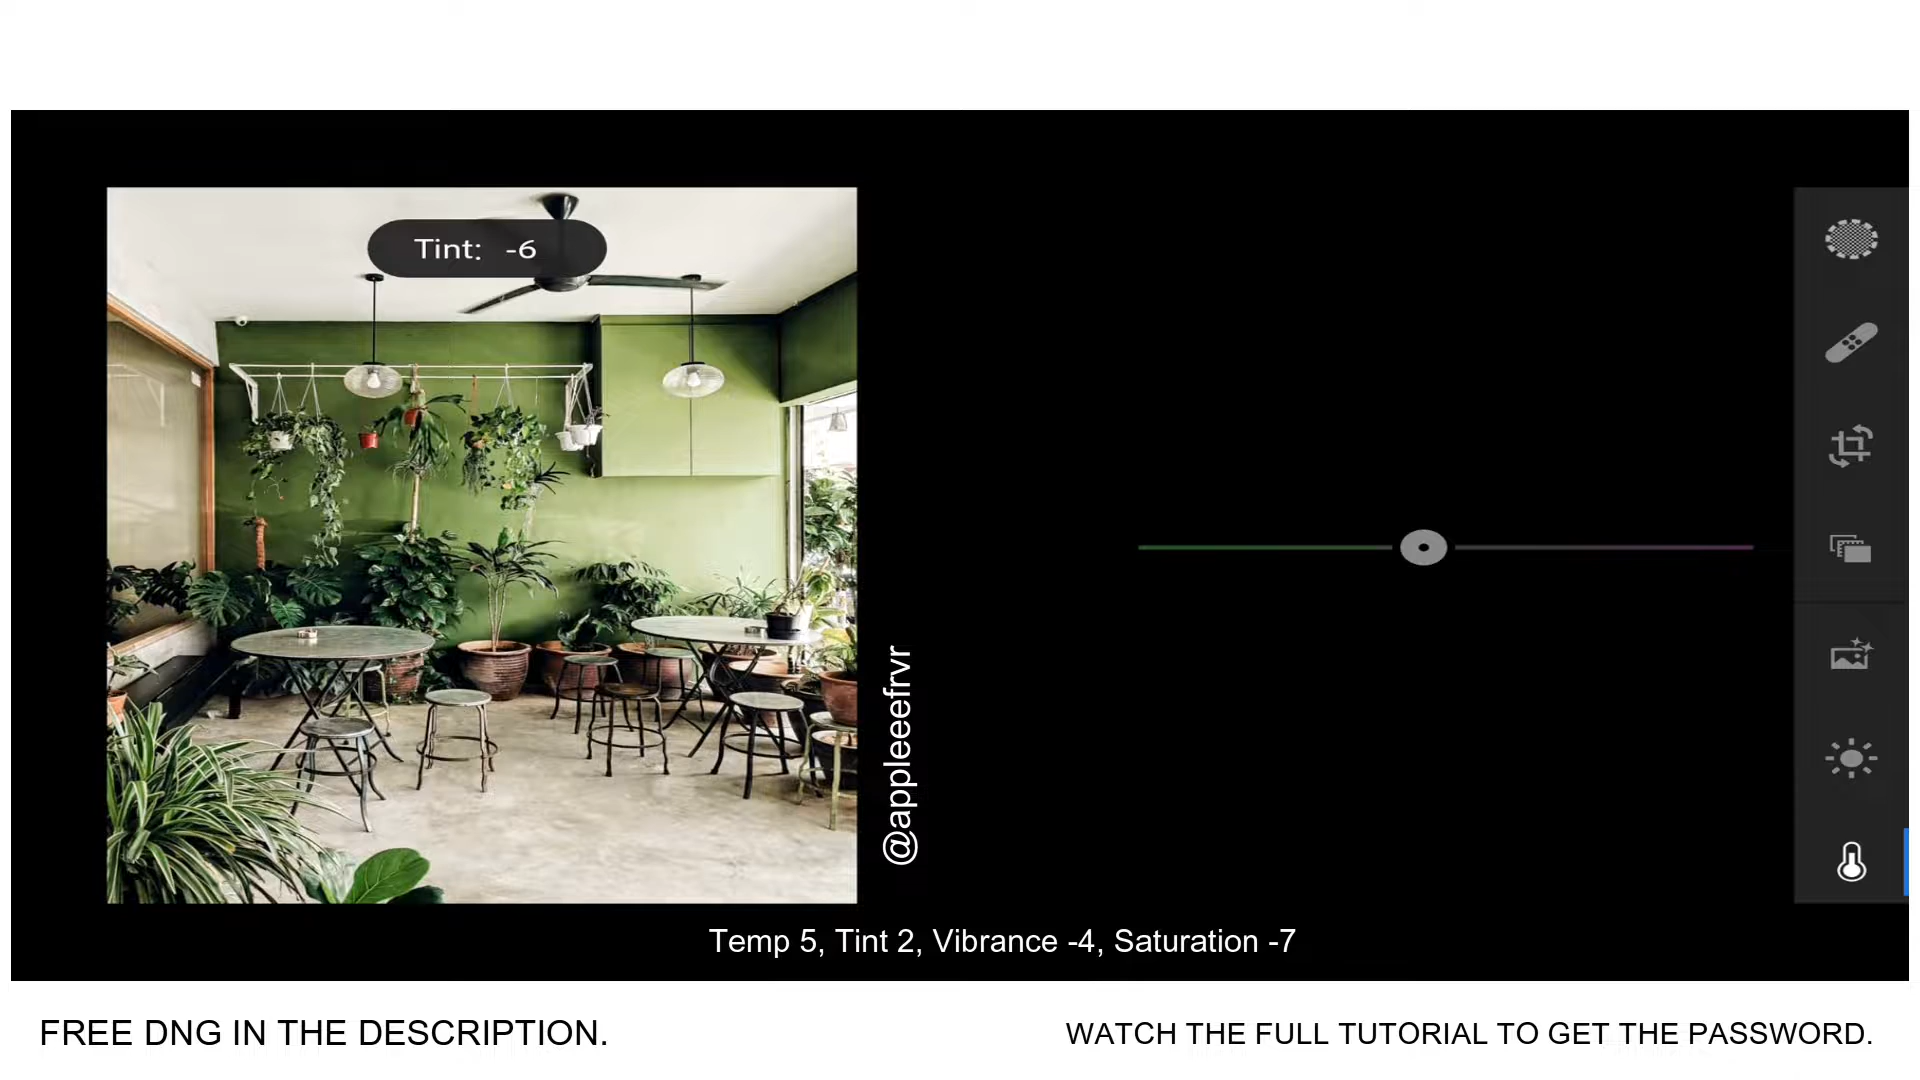 Tint: -6
@appleeefrvr
Temp 5, Tint 2, Vibrance -4, Saturation -7
FREE DNG IN THE DESCRIPTION.
WATCH THE FULL TUTORIAL TO GET THE PASSWORD.